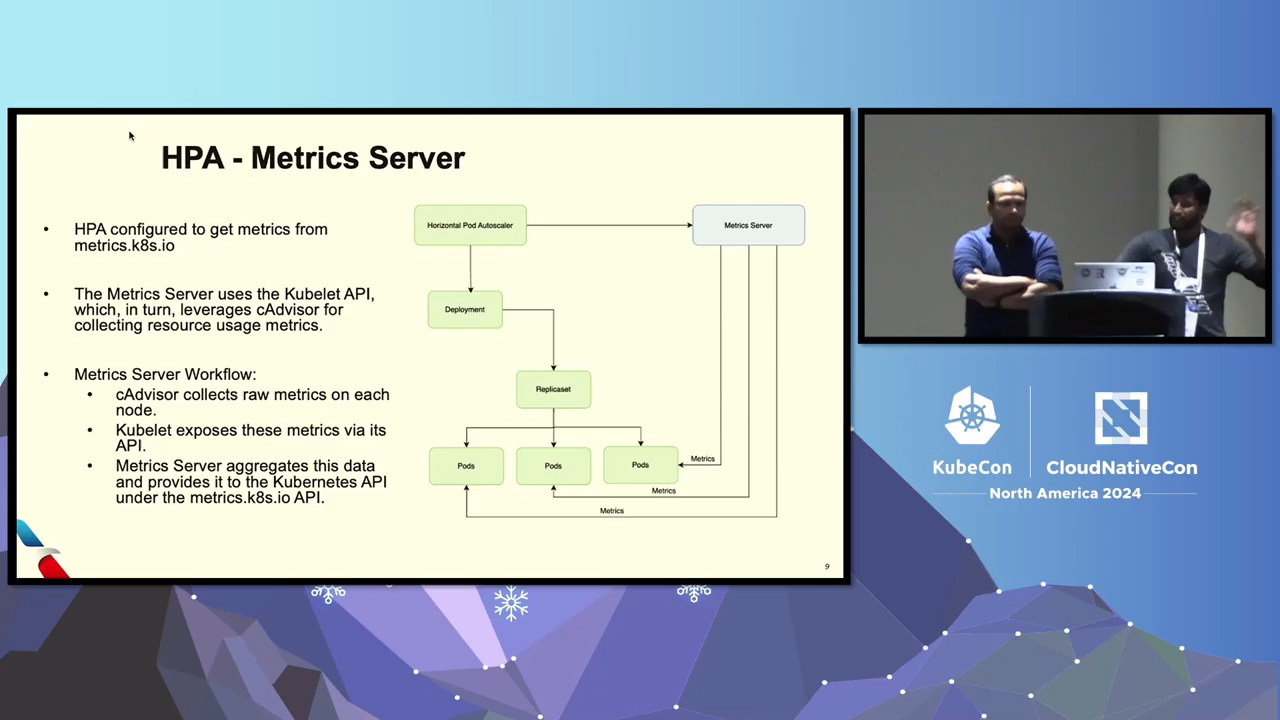 HPA - Metrics Server
HPA configured to get metrics from
metrics.k8s.io
The Metrics Server uses the Kubelet API,
which, in turn, leverages cAdvisor for
collecting resource usage metrics.
Metrics Server Workflow:
cAdvisor collects raw metrics on each
node.
Kubelet exposes these metrics via its
API.
Metrics Server aggregates this data
and provides it to the Kubernetes API
under the metrics.k8s.io API.
Horizontal Pod Autoscaler
Metrics Server
Deployment
Replicaset
Pods
Pods
Pods
Metrics
Metrics
Metrics
9
KubeCon
CloudNativeCon
North America 2024